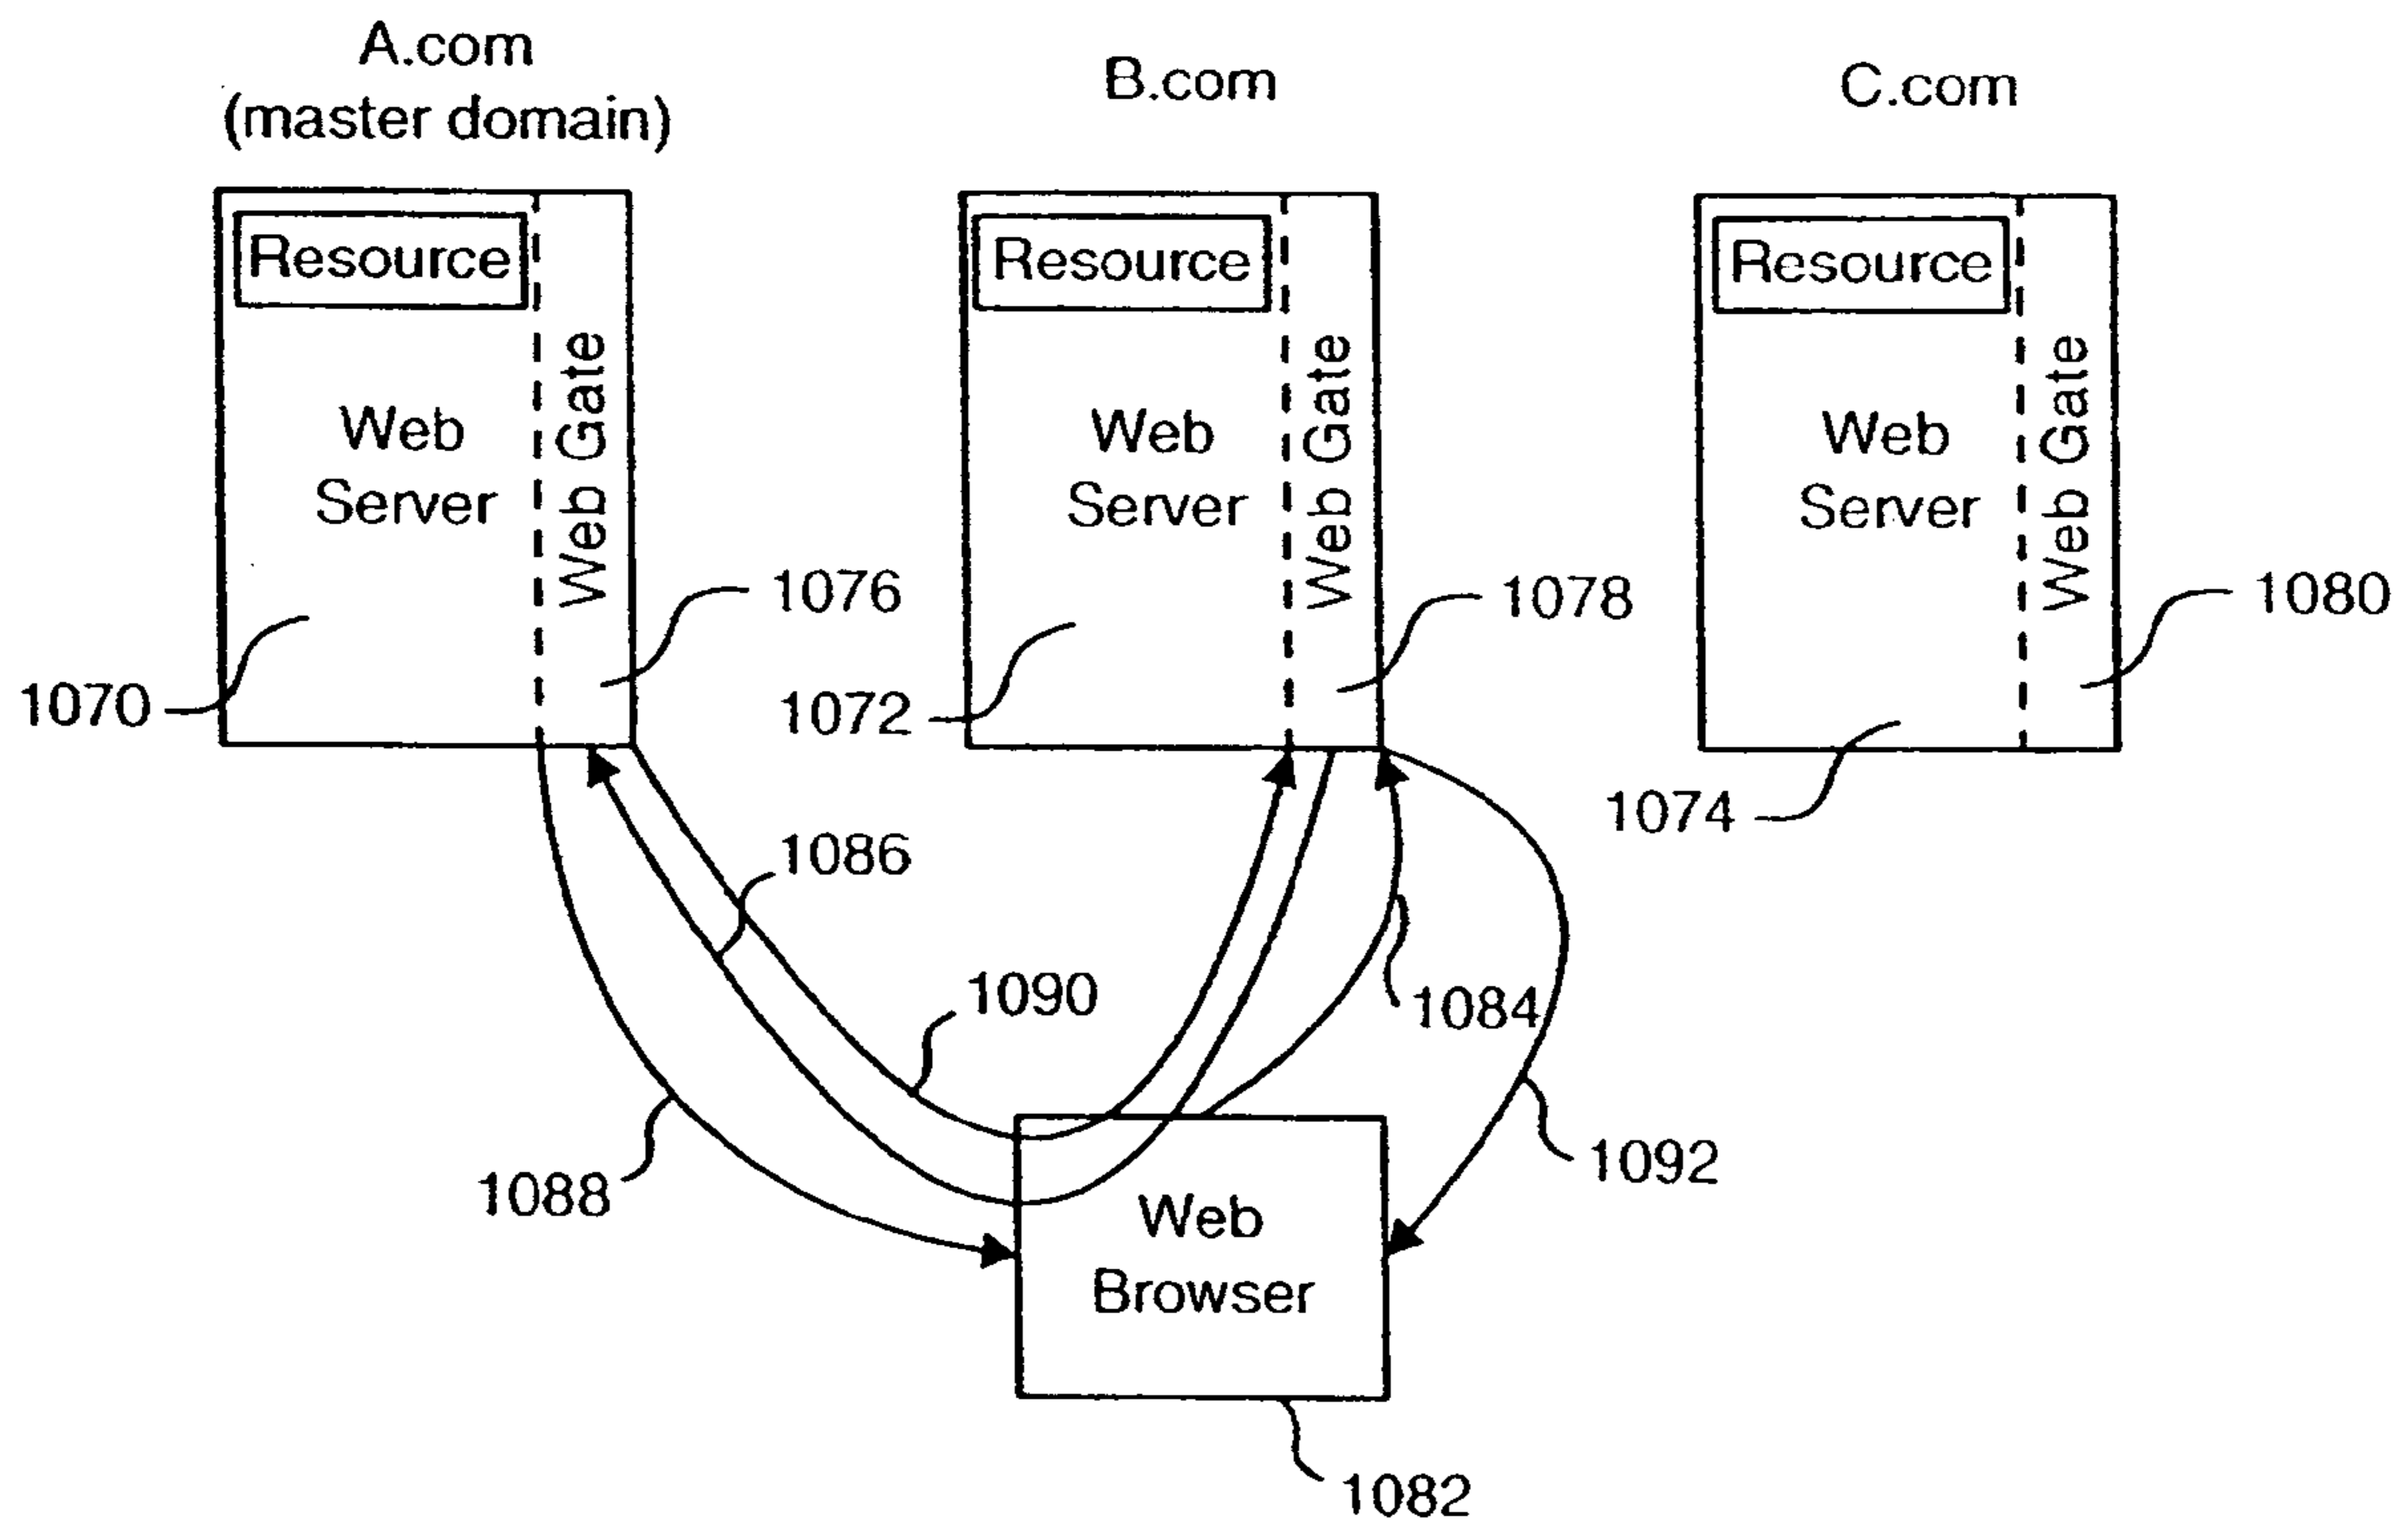 A.com
(master domain)
B.com
C.com
Resource
Resource
Resource
Web
Server
Web Gate
Web
Server
Web Gate
Web
Server
Web Gate
1076
1078
1080
1070
1072
1074
1086
1090
1084
1088
1092
Web
Browser
1082